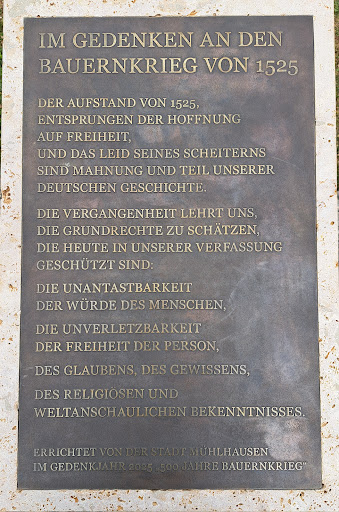 IM GEDENKEN AN DEN
BAUERNKRIEG VON 1525
DER AUFSTAND VON 1525,
ENTSPRUNGEN DER HOFFNUNG
AUF FREIHEIT,
UND DAS LEID SEINES SCHEITERNS
SIND MAHNUNG UND TEIL UNSERER
DEUTSCHEN GESCHICHTE.
DIE VERGANGENHEIT LEHRT UNS,
DIE GRUNDRECHTE ZU SCHÄTZEN,
DIE HEUTE IN UNSERER VERFASSUNG
GESCHÜTZT SIND:
DIE UNANTASTBARKEIT
DER WÜRDE DES MENSCHEN,
DIE UNVERLETZBARKEIT
DER FREIHEIT DER PERSON,
DES GLAUBENS, DES GEWISSENS,
DES RELIGIÖSEN UND
WELTANSCHAULICHEN BEKENNTNISSES.
ERRICHTET VON DER STADT MÜHLHAUSEN
IM GEDENKJAHR 2025 „500 JAHRE BAUERNKRIEG"